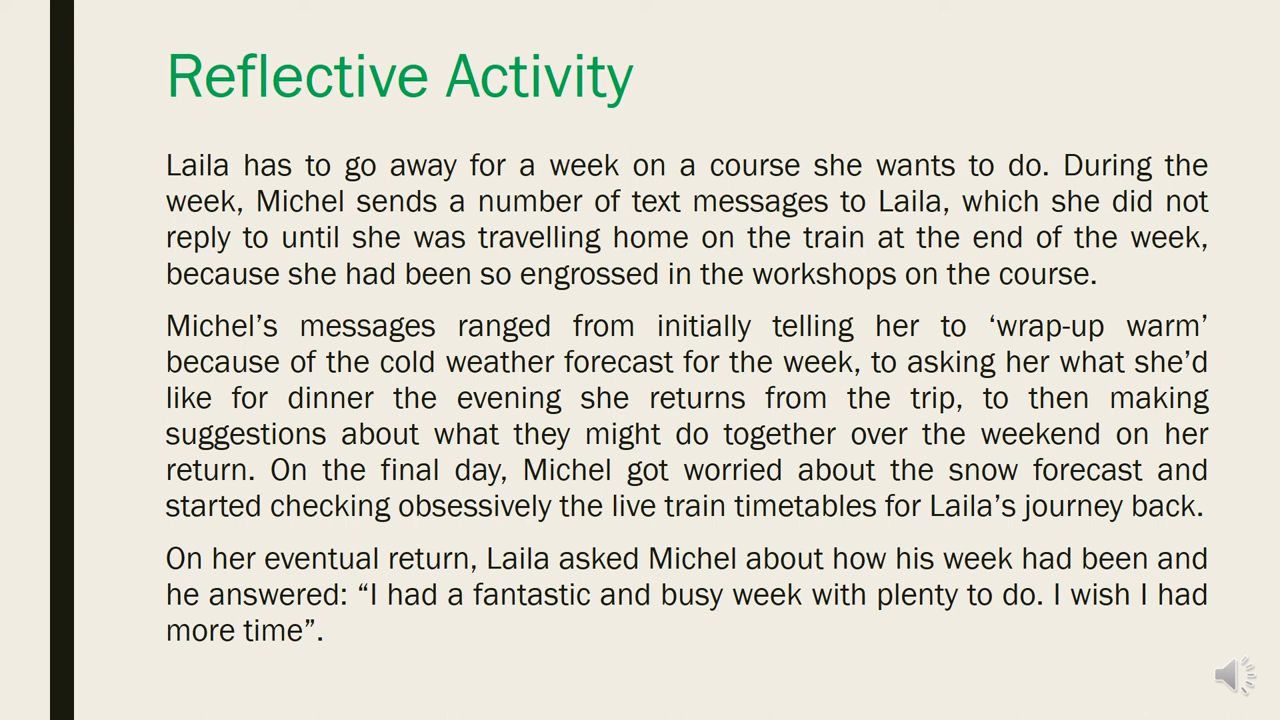 Reflective Activity
Laila has to go away for a week on a course she wants to do. During the
week, Michel sends a number of text messages to Laila, which she did not
reply to until she was travelling home on the train at the end of the week,
because she had been so engrossed in the workshops on the course.
Michel’s messages ranged from initially telling her to ‘wrap-up warm’
because of the cold weather forecast for the week, to asking her what she’d
like for dinner the evening she returns from the trip, to then making
suggestions about what they might do together over the weekend on her
return. On the final day, Michel got worried about the snow forecast and
started checking obsessively the live train timetables for Laila’s journey back.
On her eventual return, Laila asked Michel about how his week had been and
he answered: “I had a fantastic and busy week with plenty to do. I wish I had
more time”.